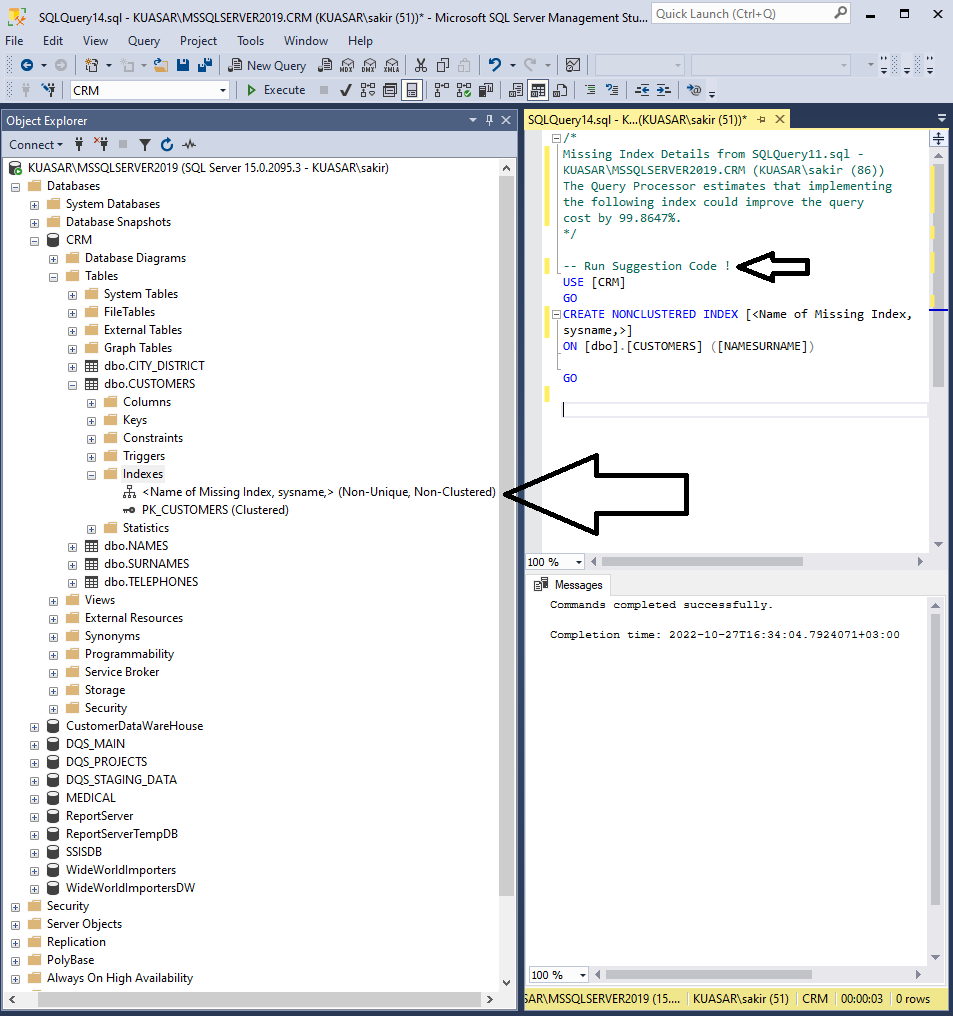 SQLQuery14.sql - KUASAR\MSSQLSERVER2019.CRM (KUASAR\sakir (51))* - Microsoft SQL Server Management Stu...
Quick Launch (Ctrl+Q)
File Edit View Query Project Tools Window Help
New Query
MDX DMX XMLA
CRM
Execute
Object Explorer
Connect
KUASAR\MSSQLSERVER2019 (SQL Server 15.0.2095.3 - KUASAR\sakir)
Databases
System Databases
Database Snapshots
CRM
Database Diagrams
Tables
System Tables
FileTables
External Tables
Graph Tables
dbo.CITY_DISTRICT
dbo.CUSTOMERS
Columns
Keys
Constraints
Triggers
Indexes
<Name of Missing Index, sysname,> (Non-Unique, Non-Clustered)
PK_CUSTOMERS (Clustered)
Statistics
dbo.NAMES
dbo.SURNAMES
dbo.TELEPHONES
Views
External Resources
Synonyms
Programmability
Service Broker
Storage
Security
CustomerDataWareHouse
DQS_MAIN
DQS_PROJECTS
DQS_STAGING_DATA
MEDICAL
ReportServer
ReportServerTempDB
SSISDB
WideWorldImporters
WideWorldImportersDW
Security
Server Objects
Replication
PolyBase
Always On High Availability
SQLQuery14.sql - K...(KUASAR\sakir (51))*
/*
Missing Index Details from SQLQuery11.sql -
KUASAR\MSSQLSERVER2019.CRM (KUASAR\sakir (86))
The Query Processor estimates that implementing
the following index could improve the query
cost by 99.8647%.
*/
-- Run Suggestion Code !
USE [CRM]
GO
CREATE NONCLUSTERED INDEX [<Name of Missing Index,
sysname,>]
ON [dbo].[CUSTOMERS] ([NAMESURNAME])
GO
100 %
Messages
Commands completed successfully.
Completion time: 2022-10-27T16:34:04.7924071+03:00
100 %
SAR\MSSQLSERVER2019 (15.... KUASAR\sakir (51) CRM 00:00:03 0 rows